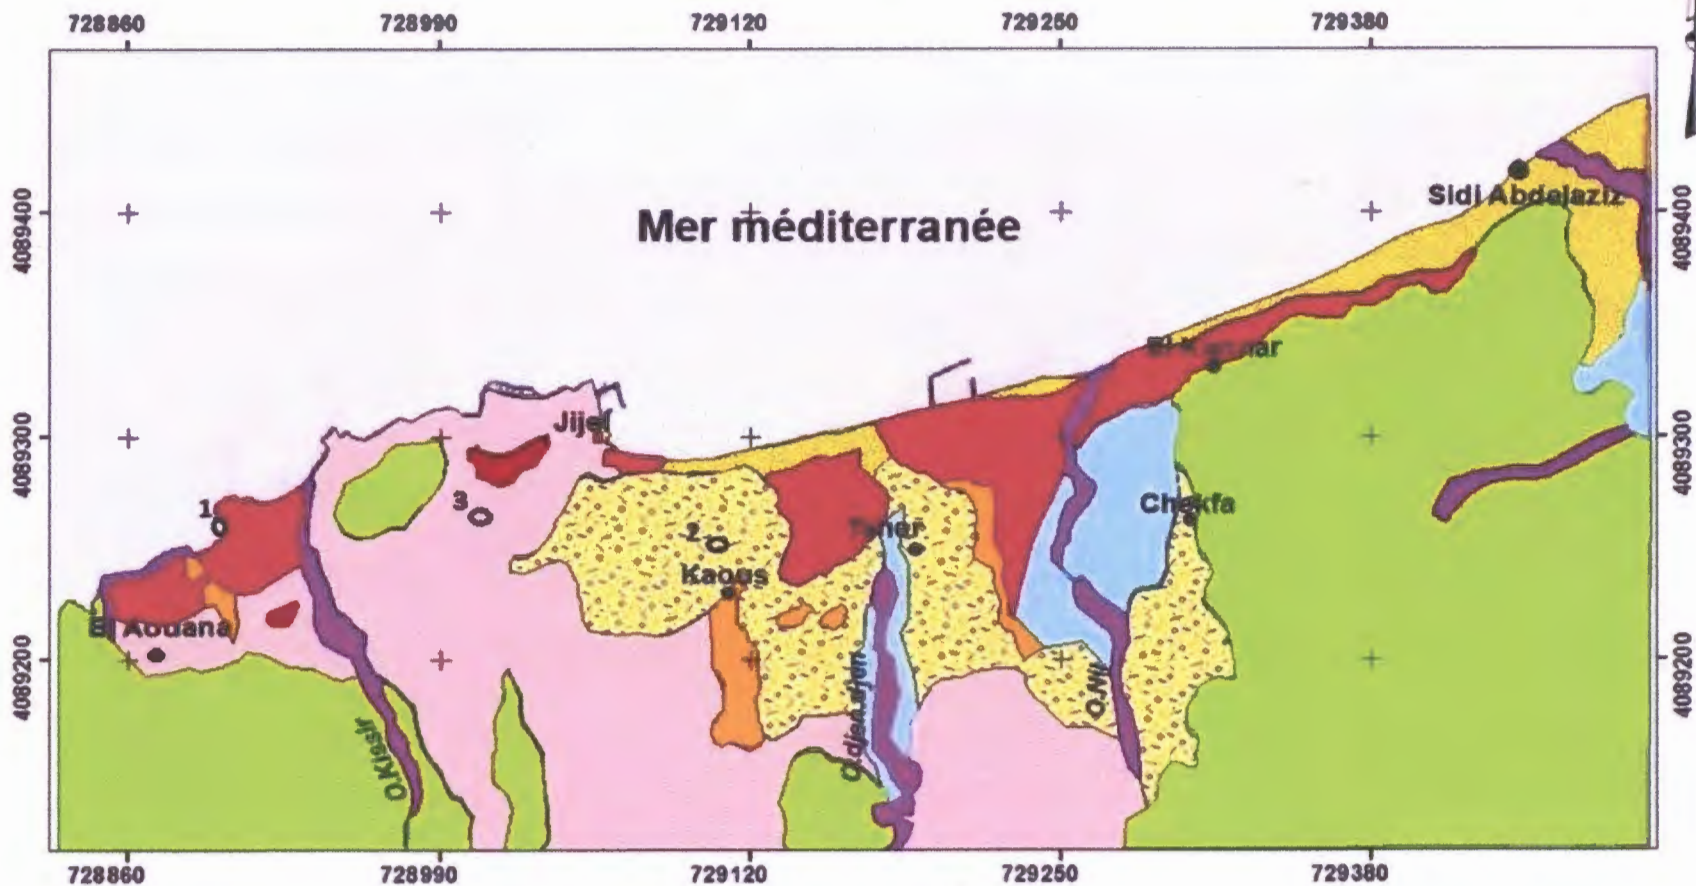 728860 728990 729120 729250 729380
4089400 4089400
Sidi Abdelaziz
Mer méditerranée
Jijel
4089300 4089300
1
3
2
Chekfa
Taher
Kaous
El Aouana
4089200 4089200
O.Kissir
O.djendjen
O.Nil
728860 728990 729120 729250 729380